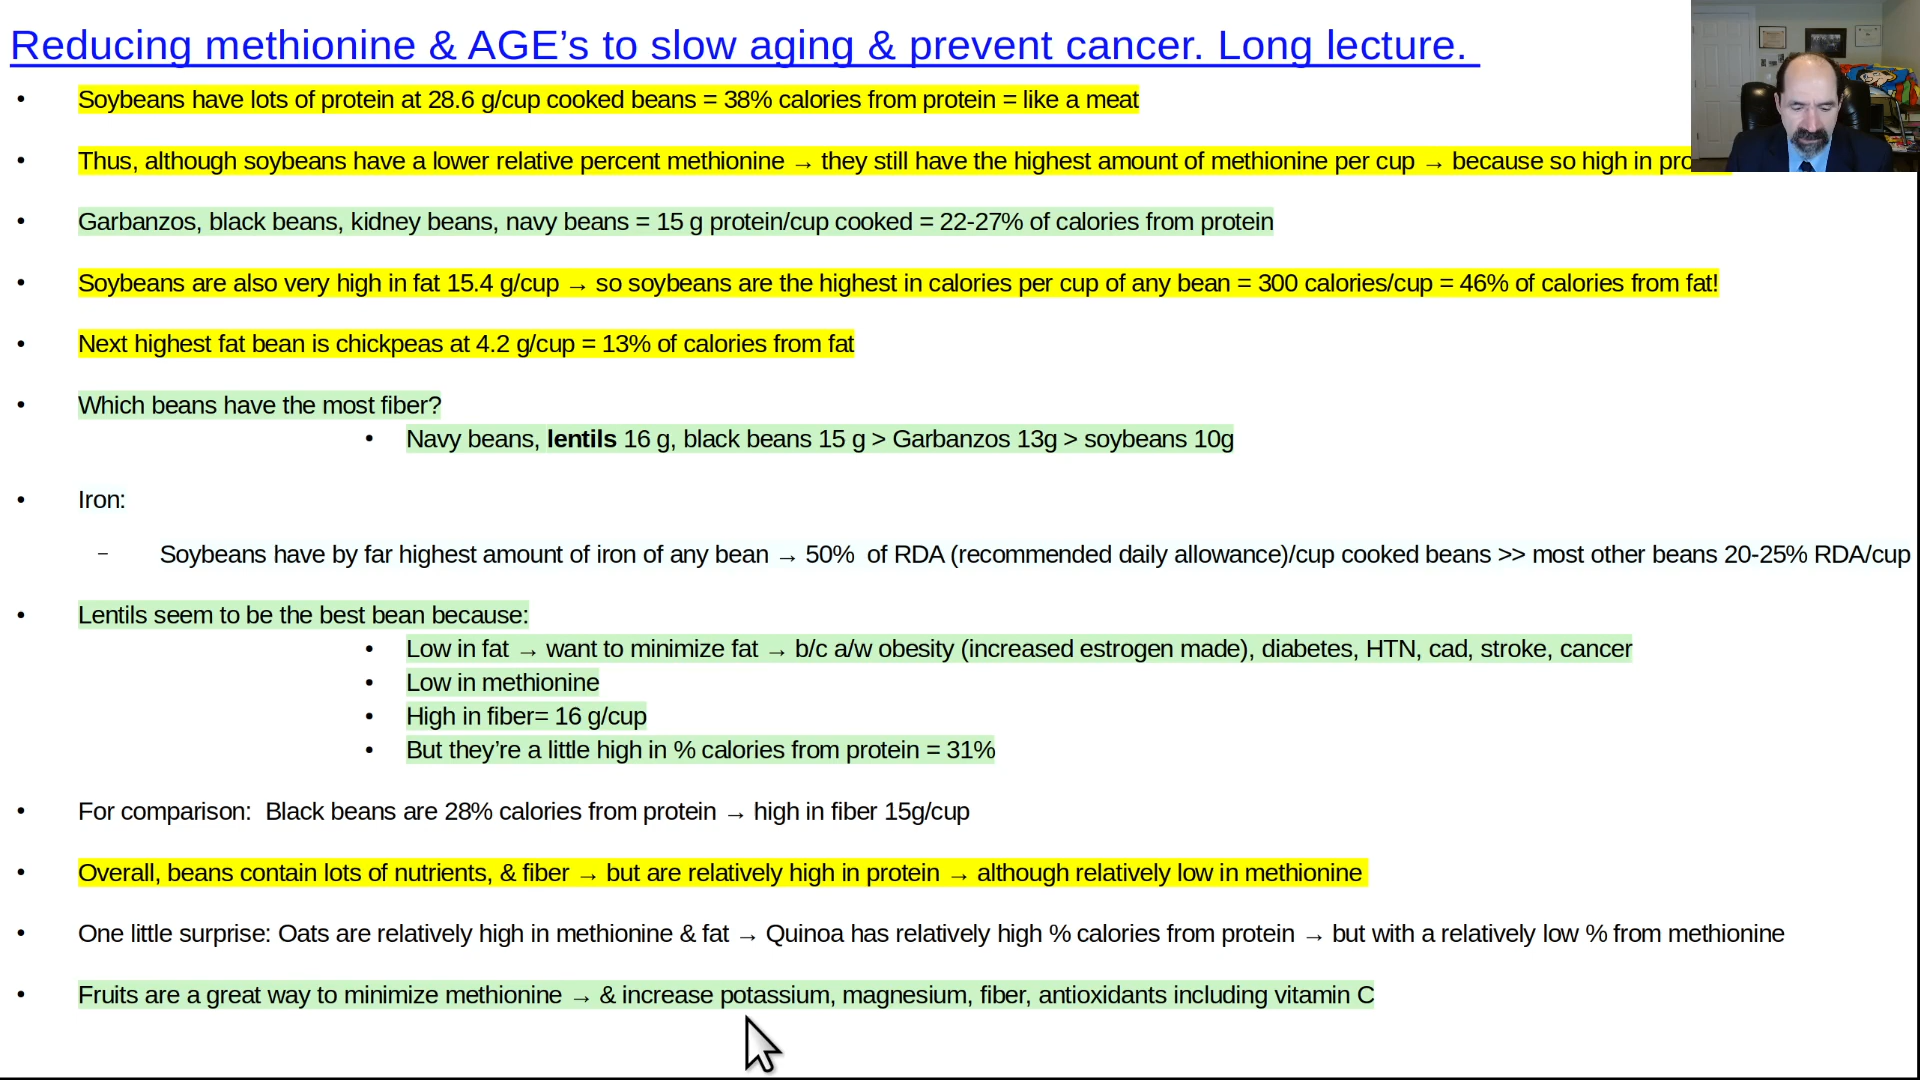 Reducing methionine & AGE’s to slow aging & prevent cancer. Long lecture.
• Soybeans have lots of protein at 28.6 g/cup cooked beans = 38% calories from protein = like a meat
• Thus, although soybeans have a lower relative percent methionine → they still have the highest amount of methionine per cup → because so high in pro
• Garbanzos, black beans, kidney beans, navy beans = 15 g protein/cup cooked = 22-27% of calories from protein
• Soybeans are also very high in fat 15.4 g/cup → so soybeans are the highest in calories per cup of any bean = 300 calories/cup = 46% of calories from fat!
• Next highest fat bean is chickpeas at 4.2 g/cup = 13% of calories from fat
• Which beans have the most fiber?
• Navy beans, lentils 16 g, black beans 15 g > Garbanzos 13g > soybeans 10g
• Iron:
– Soybeans have by far highest amount of iron of any bean → 50% of RDA (recommended daily allowance)/cup cooked beans >> most other beans 20-25% RDA/cup
• Lentils seem to be the best bean because:
• Low in fat → want to minimize fat → b/c a/w obesity (increased estrogen made), diabetes, HTN, cad, stroke, cancer
• Low in methionine
• High in fiber= 16 g/cup
• But they’re a little high in % calories from protein = 31%
• For comparison: Black beans are 28% calories from protein → high in fiber 15g/cup
• Overall, beans contain lots of nutrients, & fiber → but are relatively high in protein → although relatively low in methionine
• One little surprise: Oats are relatively high in methionine & fat → Quinoa has relatively high % calories from protein → but with a relatively low % from methionine
• Fruits are a great way to minimize methionine → & increase potassium, magnesium, fiber, antioxidants including vitamin C